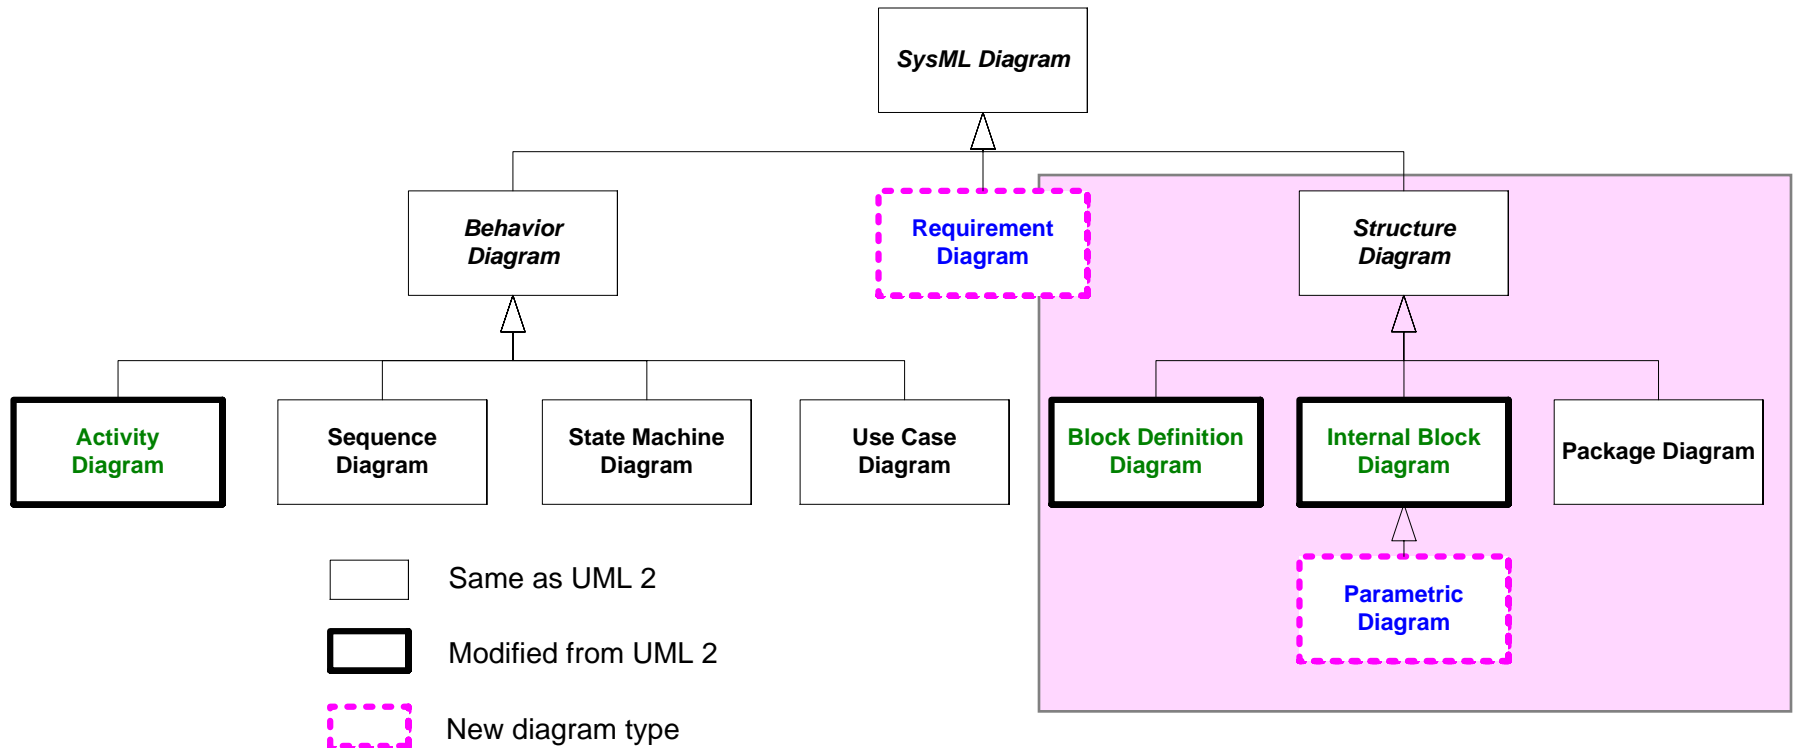 SysML Diagram
Behavior
Diagram
Requirement
Diagram
Structure
Diagram
Activity
Diagram
Sequence
Diagram
State Machine
Diagram
Use Case
Diagram
Block Definition
Diagram
Internal Block
Diagram
Package Diagram
Parametric
Diagram
Same as UML 2
Modified from UML 2
New diagram type